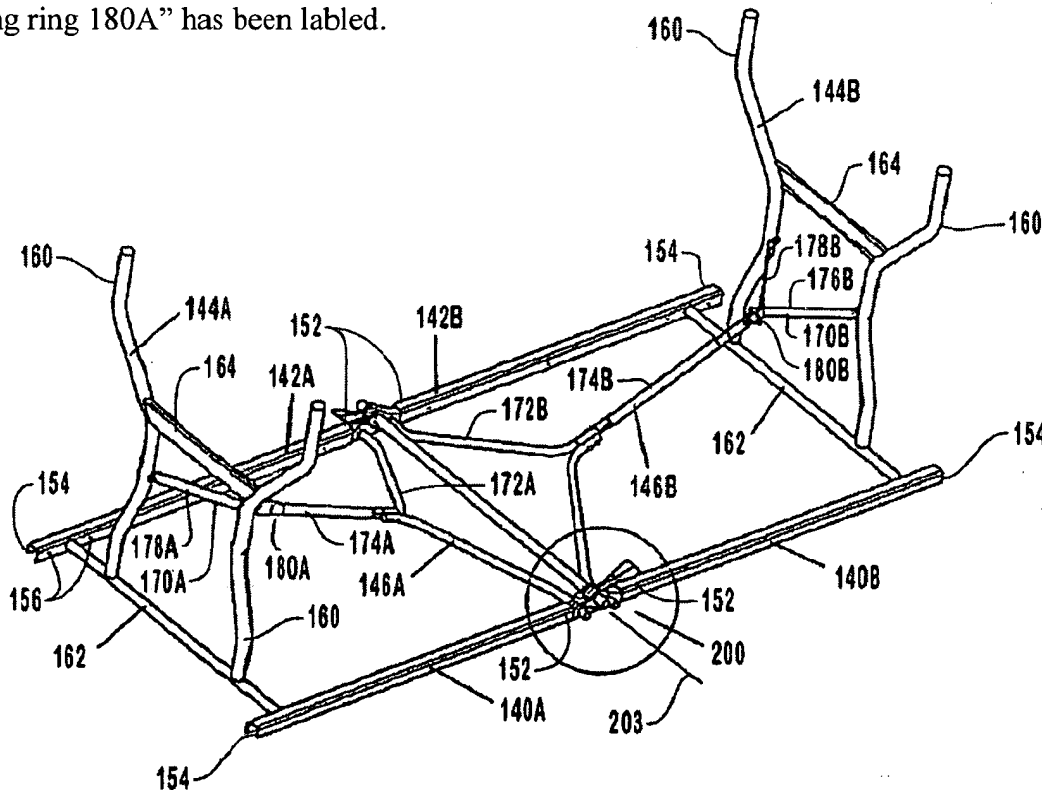 ng ring 180A” has been labled.
160
144B
164
160
160
154
178B
176B
144A
152
142B
170B
180B
164
142A
174B
172B
162
154
154
146B
172A
178A
180A
174A
170A
146A
140B
156
160
152
162
152
200
140A
203
154